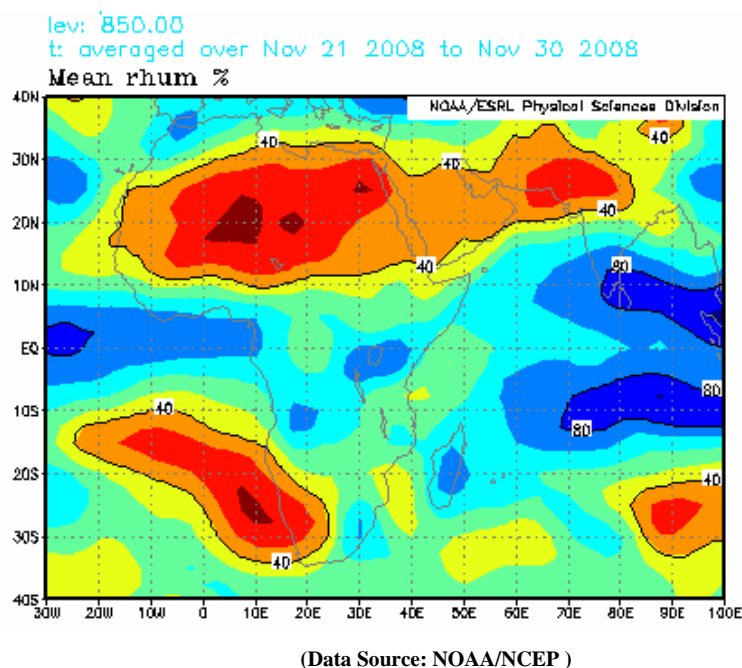 lev: 850.00
t: averaged over Nov 21 2008 to Nov 30 2008
Mean rhum %
NOAA/ESRL Physical Sciences Division
40N
30N
20N
10N
EQ
10S
20S
30S
40S
40
40
40
40
40
80
80
80
40
40
40
30W 20W 10W 0 10E 20E 30E 40E 50E 60E 70E 80E 90E 100E
(Data Source: NOAA/NCEP )